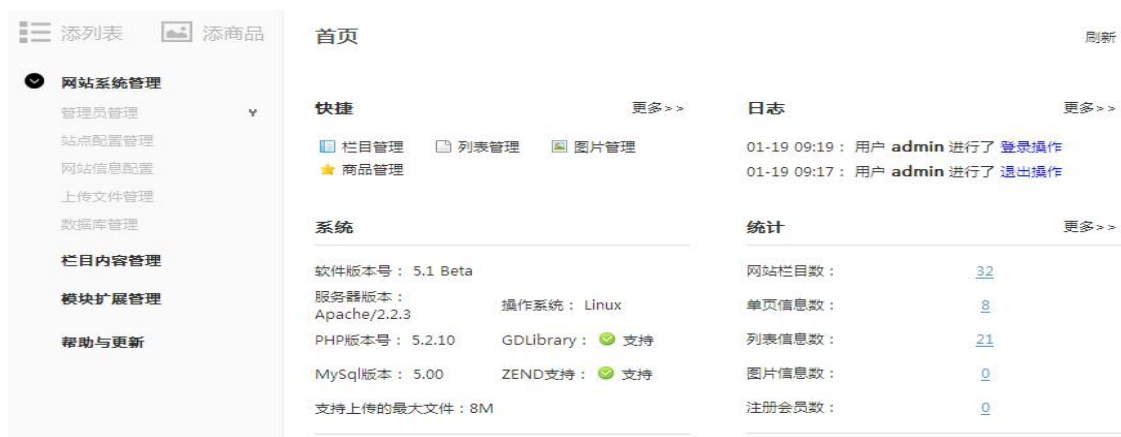 添列表 添商品
网站系统管理
管理员管理
站点配置管理
网站信息配置
上传文件管理
数据库管理
栏目内容管理
模块扩展管理
帮助与更新
首页
刷新
快捷 更多>>
栏目管理 列表管理 图片管理
商品管理
日志 更多>>
01-19 09:19： 用户 admin 进行了 登录操作
01-19 09:17： 用户 admin 进行了 退出操作
系统
软件版本号： 5.1 Beta
服务器版本：
Apache/2.2.3
操作系统： Linux
PHP版本号： 5.2.10 GDLibrary： 支持
MySql版本： 5.00 ZEND支持： 支持
支持上传的最大文件：8M
统计 更多>>
网站栏目数： 32
单页信息数： 8
列表信息数： 21
图片信息数： 0
注册会员数： 0